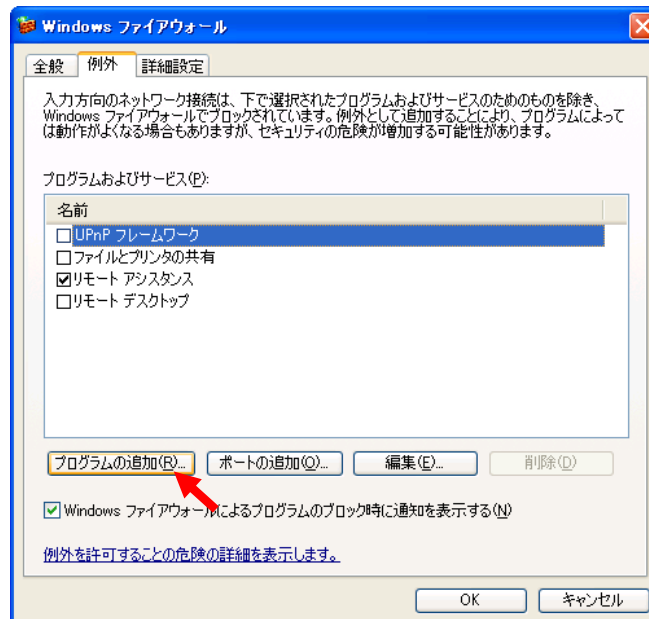 Windows ファイアウォール
全般 例外 詳細設定
入力方向のネットワーク接続は、下で選択されたプログラムおよびサービスのためのものを除き、
Windows ファイアウォールでブロックされています。例外として追加することにより、プログラムによって
は動作がよくなる場合もありますが、セキュリティの危険が増加する可能性があります。
プログラムおよびサービス(P):
名前
UPnP フレームワーク
ファイルとプリンタの共有
リモート アシスタンス
リモート デスクトップ
プログラムの追加(R)... ポートの追加(O)... 編集(E)... 削除(D)
Windows ファイアウォールによるプログラムのブロック時に通知を表示する(N)
例外を許可することの危険の詳細を表示します。
OK キャンセル